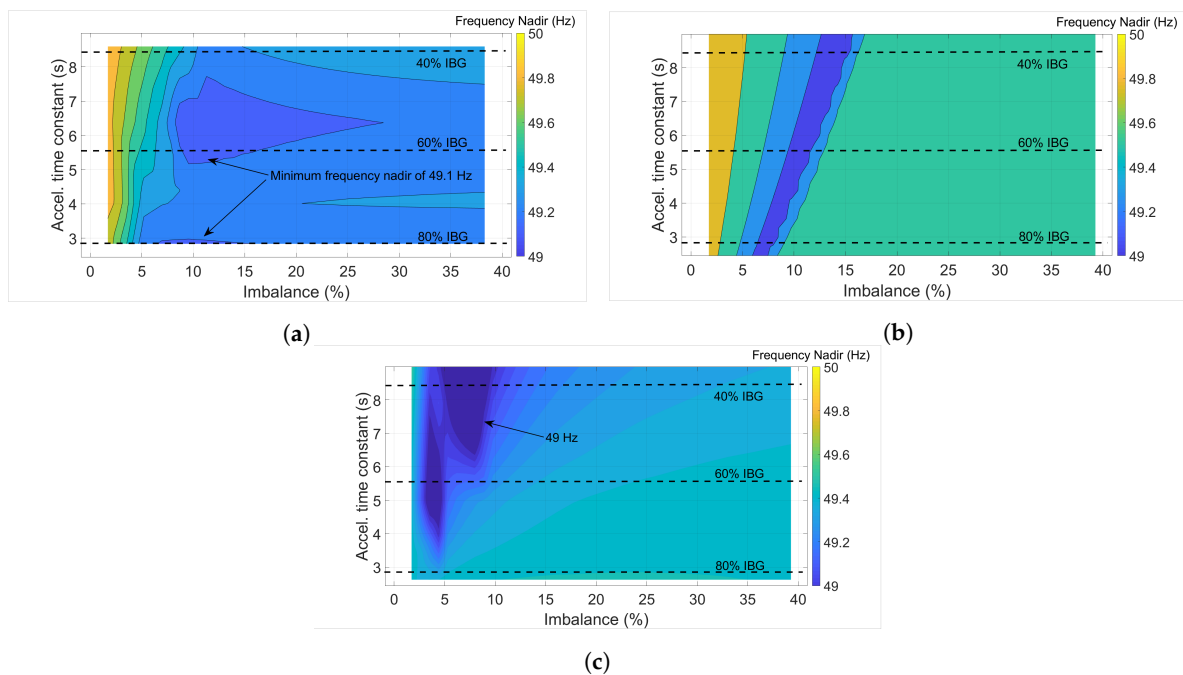 Frequency Nadir (Hz)
50
49.8
49.6
49.4
49.2
49
Accel. time constant (s)
8
7
6
5
4
3
40% IBG
60% IBG
Minimum frequency nadir of 49.1 Hz
80% IBG
0 5 10 15 20 25 30 35 40
Imbalance (%)
(a)
Frequency Nadir (Hz)
50
49.8
49.6
49.4
49.2
49
Accel. time constant (s)
8
7
6
5
4
3
40% IBG
60% IBG
80% IBG
0 5 10 15 20 25 30 35 40
Imbalance (%)
(b)
Frequency Nadir (Hz)
50
49.8
49.6
49.4
49.2
49
Accel. time constant (s)
8
7
6
5
4
3
40% IBG
49 Hz
60% IBG
80% IBG
0 5 10 15 20 25 30 35 40
Imbalance (%)
(c)